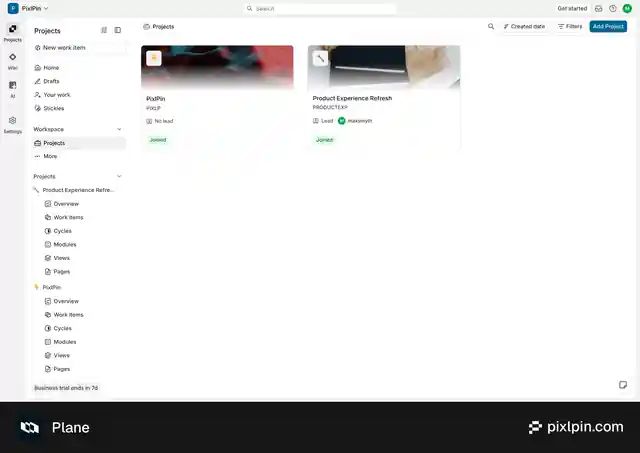 PixlPin
Search
Get started
M
Projects
Wiki
AI
Settings
Projects
New work item
Home
Drafts
Your work
Stickies
Workspace
Projects
More
Projects
Product Experience Refre...
Overview
Work items
Cycles
Modules
Views
Pages
PixlPin
Overview
Work items
Cycles
Modules
Views
Pages
Business trial ends in 7d
Projects
Created date
Filters
Add Project
PixlPin
No lead
Joined
Product Experience Refresh
PRODUCTEXP
Lead
Joined
Plane
pixlpin.com